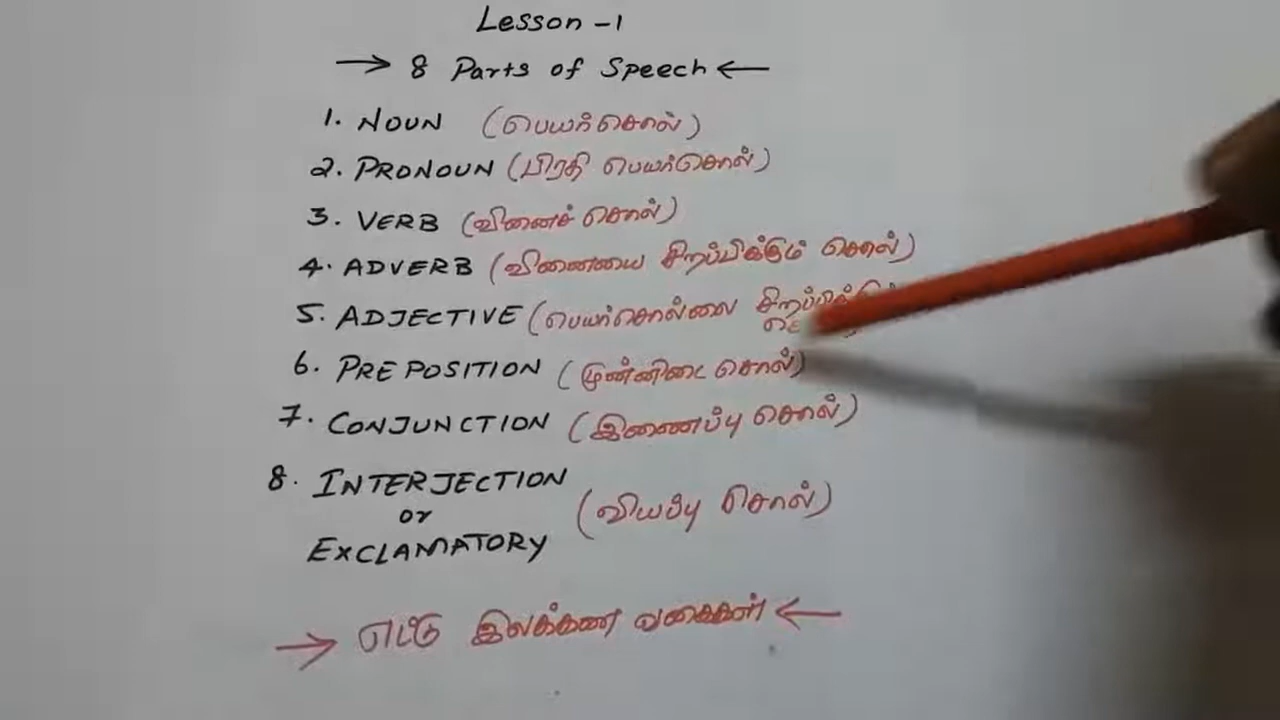 Lesson -1
→ 8 Parts of Speech ←
1. NOUN (பெயர்சொல்)
2. PRONOUN (பிரதி பெயர்சொல்)
3. VERB (வினைச் சொல்)
4. ADVERB (வினையை சிறப்பிக்கும் சொல்)
5. ADJECTIVE (பெயர்சொல்லை சிறப்பிக்கும்
6. PREPOSITION (முன்னிடை சொல்)
7. CONJUNCTION (இணைப்பு சொல்)
8. INTERJECTION
or
EXCLAMATORY (வியப்பு சொல்)
→ எட்டு இலக்கண வகைகள் ←